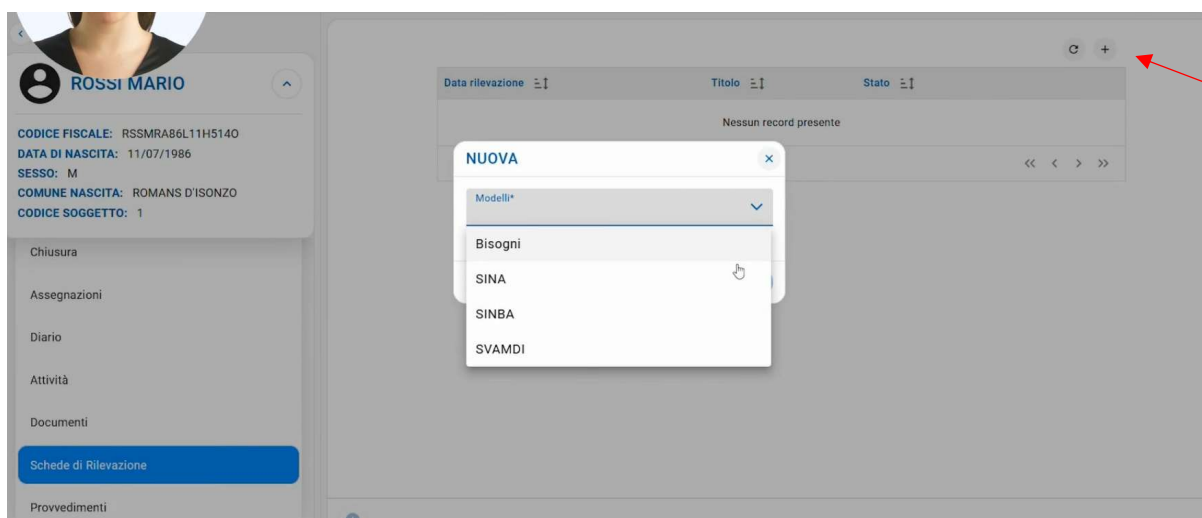 ROSSI MARIO
CODICE FISCALE: RSSMRA86L11H514O
DATA DI NASCITA: 11/07/1986
SESSO: M
COMUNE NASCITA: ROMANS D'ISONZO
CODICE SOGGETTO: 1
Chiusura
Assegnazioni
Diario
Attività
Documenti
Schede di Rilevazione
Provvedimenti
Data rilevazione Titolo Stato
Nessun record presente
NUOVA
Modelli*
Bisogni
SINA
SINBA
SVAMDI